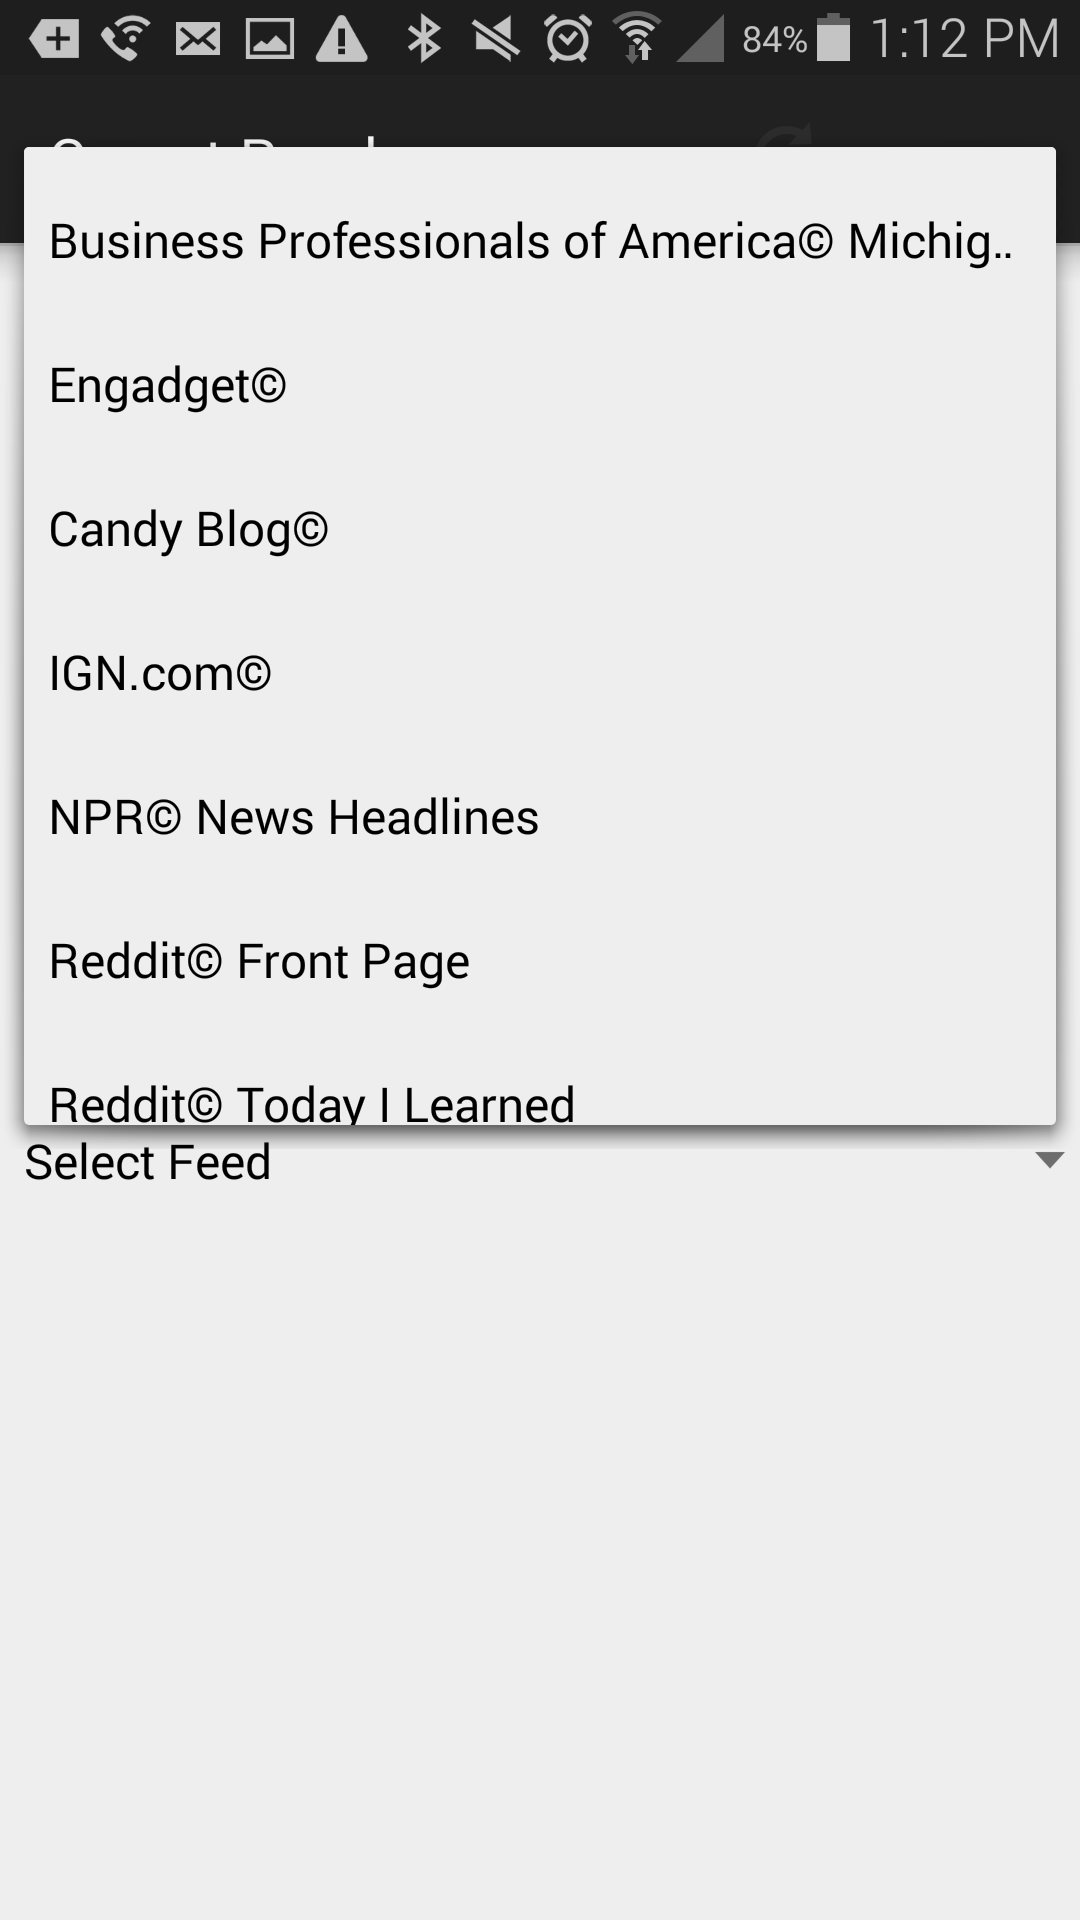 84% 1:12 PM
Business Professionals of America© Michig..
Engadget©
Candy Blog©
IGN.com©
NPR© News Headlines
Reddit© Front Page
Reddit© Today I Learned
Select Feed